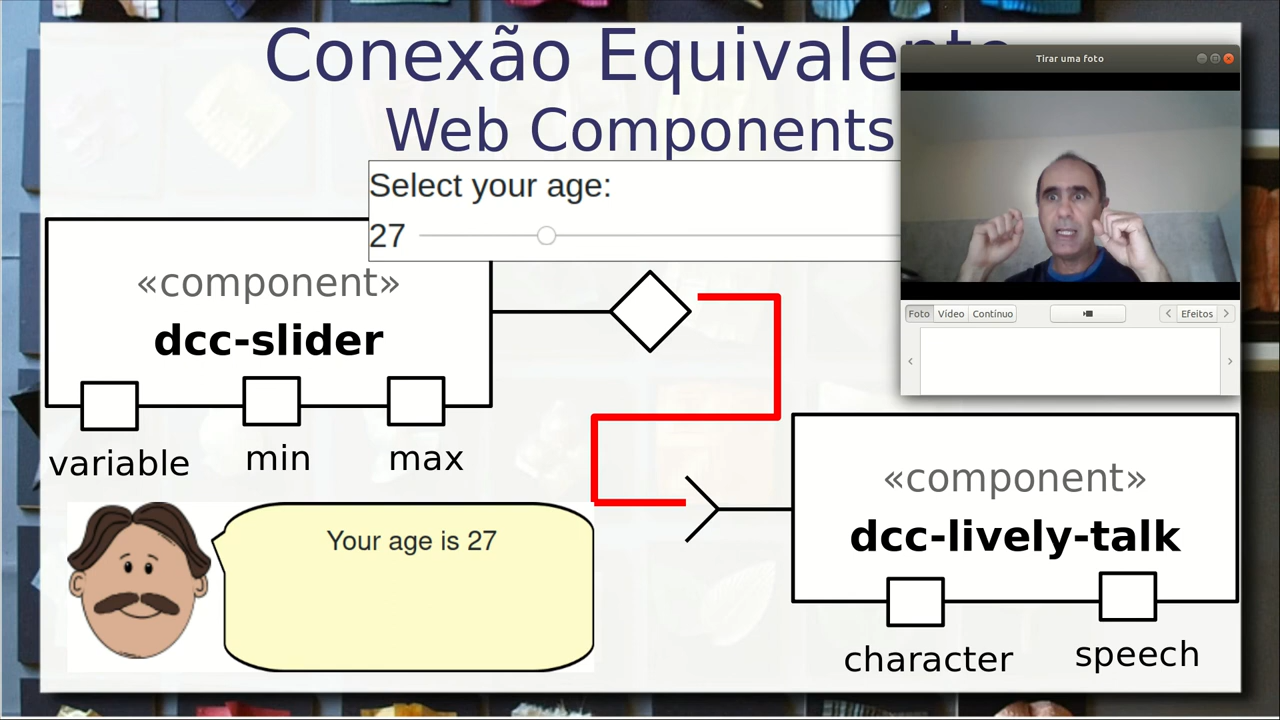 Conexão
Web Components
Tirar uma foto
Select your age:
27
«component»
dcc-slider
variable
min
max
Foto
Vídeo
Contínuo
Efeitos
Your age is 27
«component»
dcc-lively-talk
character
speech